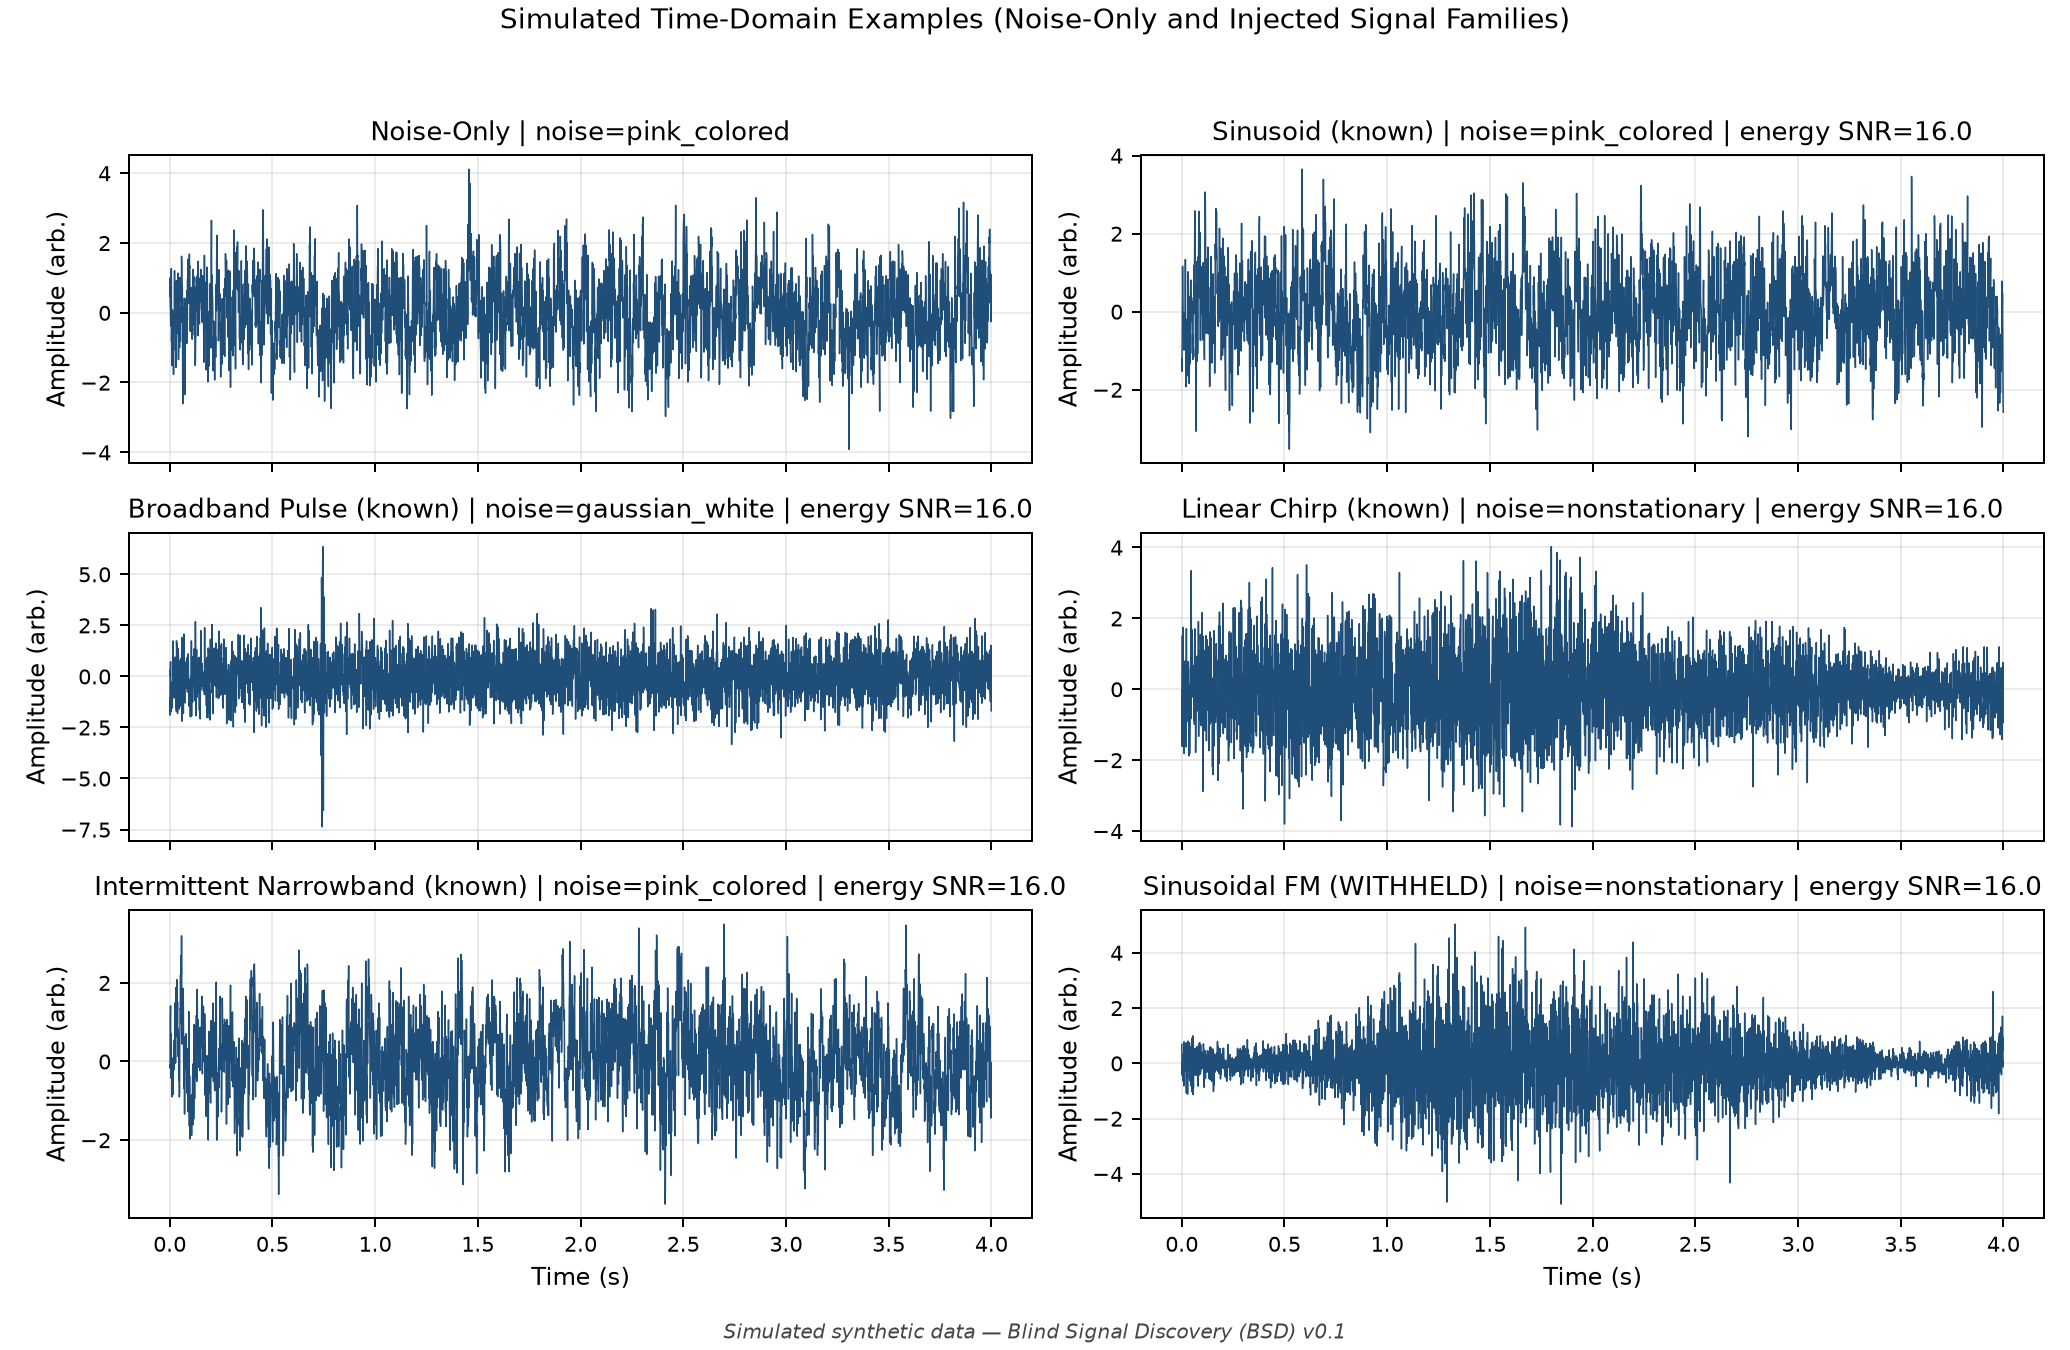 Simulated Time-Domain Examples (Noise-Only and Injected Signal Families)
Noise-Only | noise=pink_colored
Amplitude (arb.)
4
2
0
−2
−4
Sinusoid (known) | noise=pink_colored | energy SNR=16.0
Amplitude (arb.)
4
2
0
−2
Broadband Pulse (known) | noise=gaussian_white | energy SNR=16.0
Amplitude (arb.)
5.0
2.5
0.0
−2.5
−5.0
−7.5
Linear Chirp (known) | noise=nonstationary | energy SNR=16.0
Amplitude (arb.)
4
2
0
−2
−4
Intermittent Narrowband (known) | noise=pink_colored | energy SNR=16.0
Amplitude (arb.)
2
0
−2
0.0 0.5 1.0 1.5 2.0 2.5 3.0 3.5 4.0
Time (s)
Sinusoidal FM (WITHHELD) | noise=nonstationary | energy SNR=16.0
Amplitude (arb.)
4
2
0
−2
−4
0.0 0.5 1.0 1.5 2.0 2.5 3.0 3.5 4.0
Time (s)
Simulated synthetic data — Blind Signal Discovery (BSD) v0.1